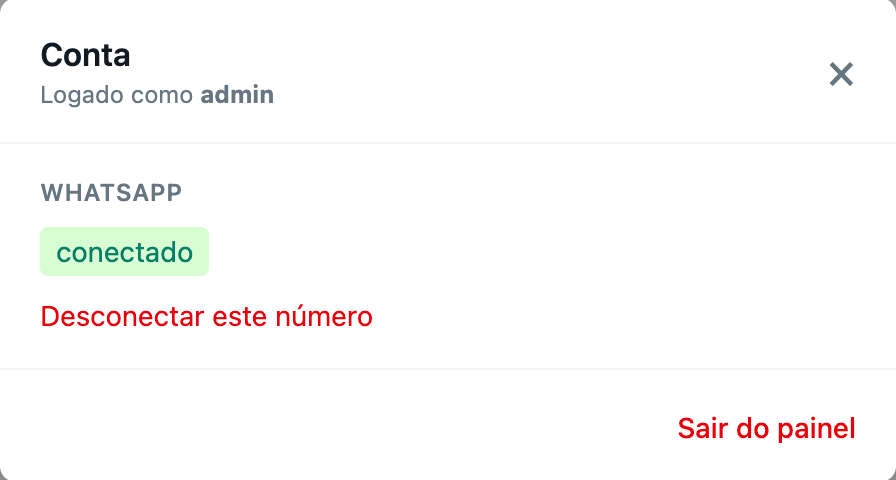 Conta
Logado como admin
WHATSAPP
conectado
Desconectar este número
Sair do painel